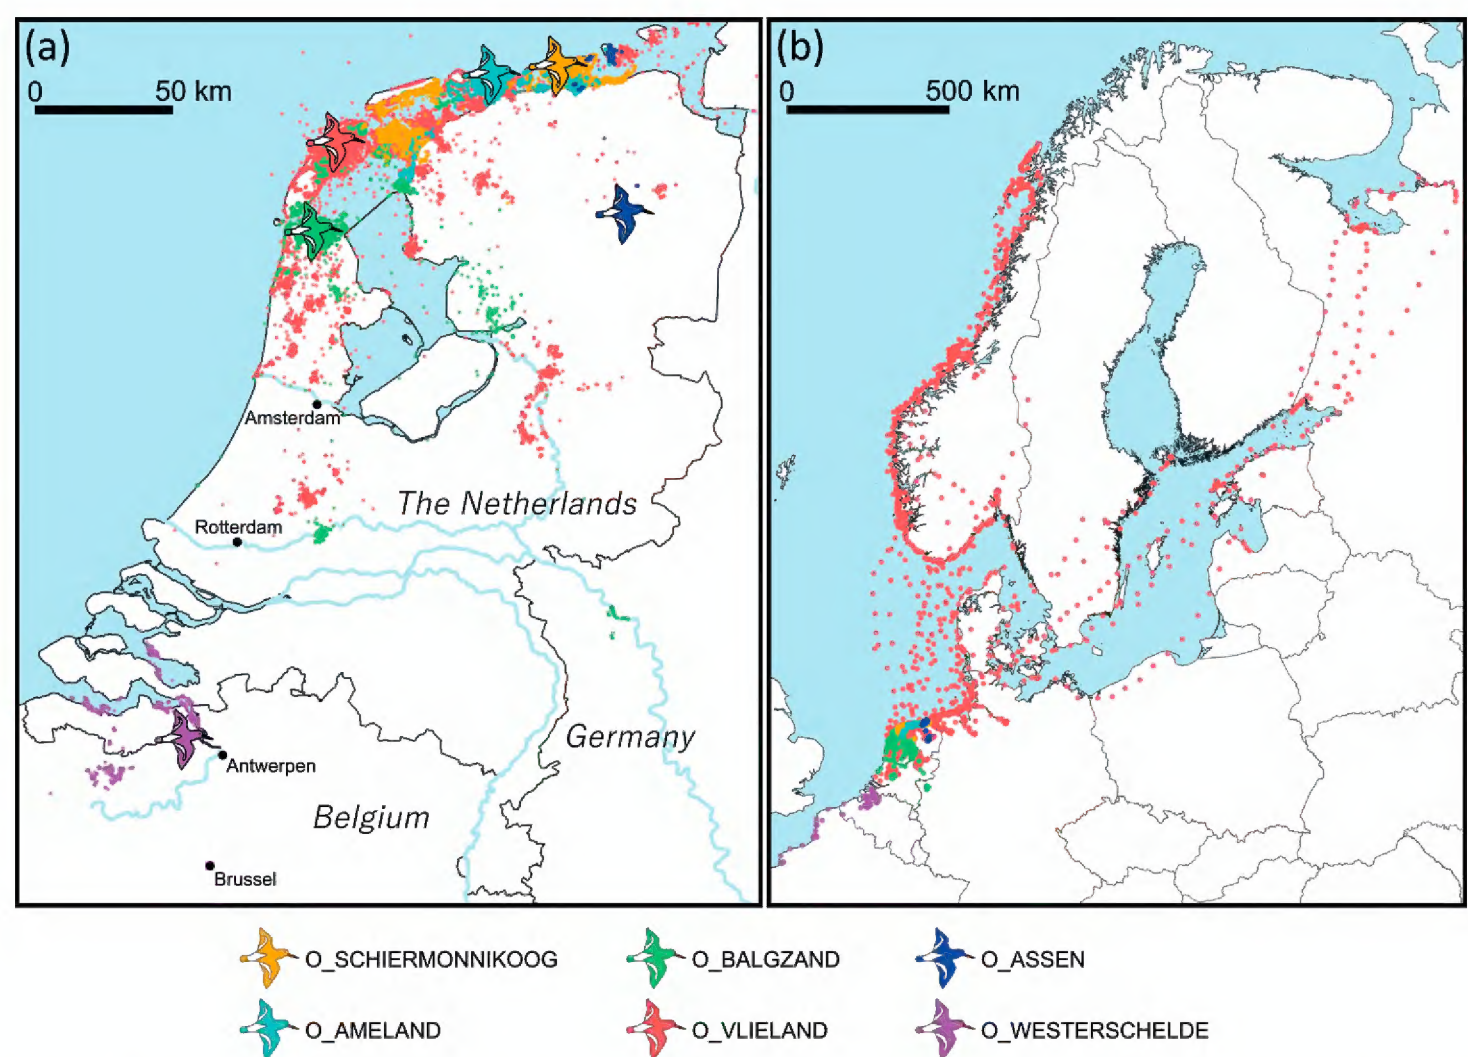 (a)
0 50 km
Amsterdam
The Netherlands
Rotterdam
Germany
Antwerpen
Belgium
Brussel
(b)
0 500 km
O_SCHIERMONNIKOOG
O_BALGZAND
O_ASSEN
O_AMELAND
O_VLIELAND
O_WESTERSCHELDE